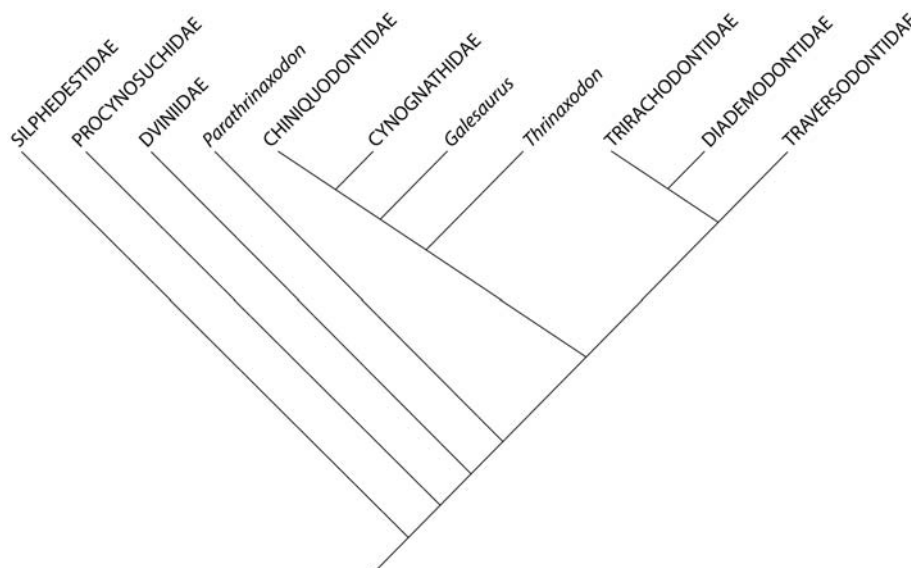 SILPHEDESTIDAE
PROCYNOSUCHIDAE
DVINIIDAE
Parathrinaxodon
CHINIQUODONTIDAE
CYNOGNATHIDAE
Galesaurus
Thrinaxodon
TRIRACHODONTIDAE
DIADEMODONTIDAE
TRAVERSODONTIDAE